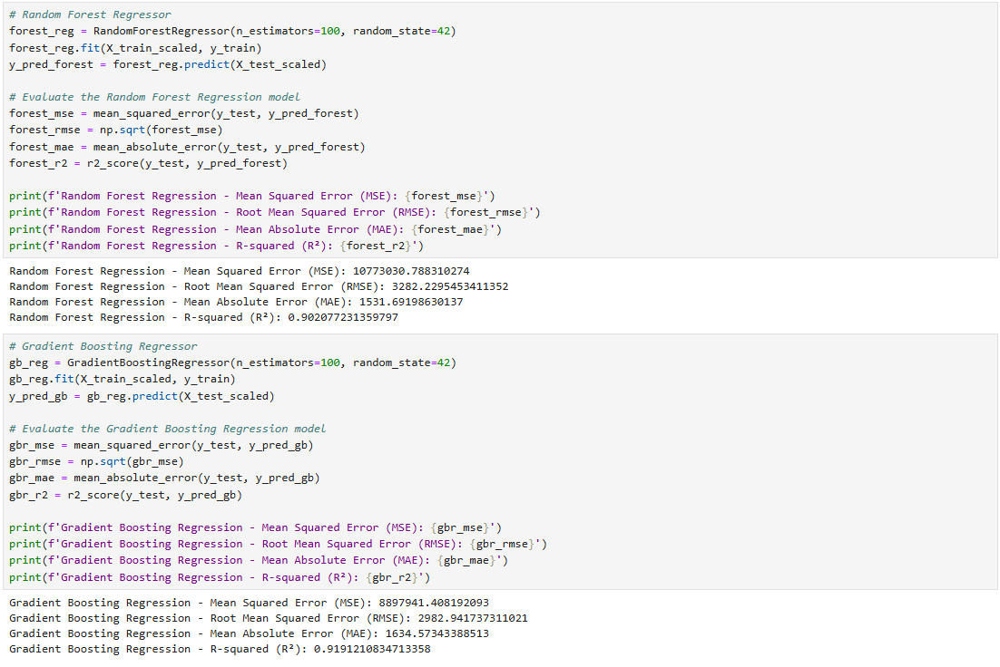 # Random Forest Regressor
forest_reg = RandomForestRegressor(n_estimators=100, random_state=42)
forest_reg.fit(X_train_scaled, y_train)
y_pred_forest = forest_reg.predict(X_test_scaled)
# Evaluate the Random Forest Regression model
forest_mse = mean_squared_error(y_test, y_pred_forest)
forest_rmse = np.sqrt(forest_mse)
forest_mae = mean_absolute_error(y_test, y_pred_forest)
forest_r2 = r2_score(y_test, y_pred_forest)
print(f'Random Forest Regression - Mean Squared Error (MSE): {forest_mse}')
print(f'Random Forest Regression - Root Mean Squared Error (RMSE): {forest_rmse}')
print(f'Random Forest Regression - Mean Absolute Error (MAE): {forest_mae}')
print(f'Random Forest Regression - R-squared (R²): {forest_r2}')
Random Forest Regression - Mean Squared Error (MSE): 10773030.788310274
Random Forest Regression - Root Mean Squared Error (RMSE): 3282.2295453411352
Random Forest Regression - Mean Absolute Error (MAE): 1531.69198630137
Random Forest Regression - R-squared (R²): 0.902077231359797
# Gradient Boosting Regressor
gb_reg = GradientBoostingRegressor(n_estimators=100, random_state=42)
gb_reg.fit(X_train_scaled, y_train)
y_pred_gb = gb_reg.predict(X_test_scaled)
# Evaluate the Gradient Boosting Regression model
gbr_mse = mean_squared_error(y_test, y_pred_gb)
gbr_rmse = np.sqrt(gbr_mse)
gbr_mae = mean_absolute_error(y_test, y_pred_gb)
gbr_r2 = r2_score(y_test, y_pred_gb)
print(f'Gradient Boosting Regression - Mean Squared Error (MSE): {gbr_mse}')
print(f'Gradient Boosting Regression - Root Mean Squared Error (RMSE): {gbr_rmse}')
print(f'Gradient Boosting Regression - Mean Absolute Error (MAE): {gbr_mae}')
print(f'Gradient Boosting Regression - R-squared (R²): {gbr_r2}')
Gradient Boosting Regression - Mean Squared Error (MSE): 8897941.408192093
Gradient Boosting Regression - Root Mean Squared Error (RMSE): 2982.941737311021
Gradient Boosting Regression - Mean Absolute Error (MAE): 1634.57343388513
Gradient Boosting Regression - R-squared (R²): 0.9191210834713358